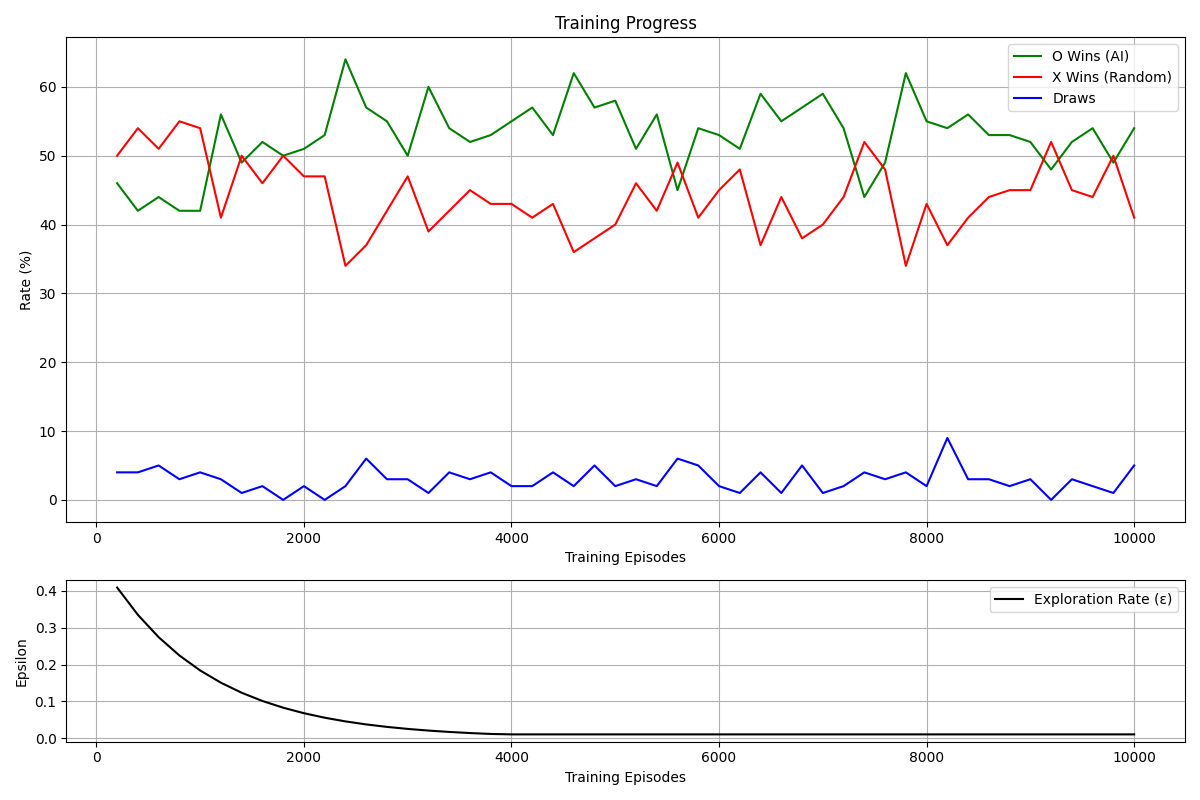 Training Progress
O Wins (AI)
X Wins (Random)
Draws
Rate (%)
60
50
40
30
20
10
0
0 2000 4000 6000 8000 10000
Training Episodes
Exploration Rate (ε)
Epsilon
0.4
0.3
0.2
0.1
0.0
0 2000 4000 6000 8000 10000
Training Episodes